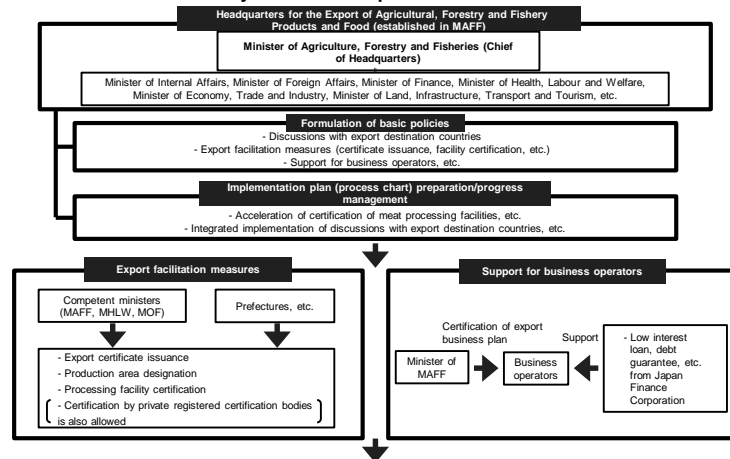 Headquarters for the Export of Agricultural, Forestry and Fishery
Products and Food (established in MAFF)
Minister of Agriculture, Forestry and Fisheries (Chief
of Headquarters)
Minister of Internal Affairs, Minister of Foreign Affairs, Minister of Finance, Minister of Health, Labour and Welfare,
Minister of Economy, Trade and Industry, Minister of Land, Infrastructure, Transport and Tourism, etc.
Formulation of basic policies
- Discussions with export destination countries
- Export facilitation measures (certificate issuance, facility certification, etc.)
- Support for business operators, etc.
Implementation plan (process chart) preparation/progress
management
- Acceleration of certification of meat processing facilities, etc.
- Integrated implementation of discussions with export destination countries, etc.
Export facilitation measures
Competent ministers
(MAFF, MHLW, MOF)
Prefectures, etc.
- Export certificate issuance
- Production area designation
- Processing facility certification
- Certification by private registered certification bodies
is also allowed
Support for business operators
Certification of export
business plan
Support
Minister of
MAFF
Business
operators
- Low interest
loan, debt
guarantee, etc.
from Japan
Finance
Corporation